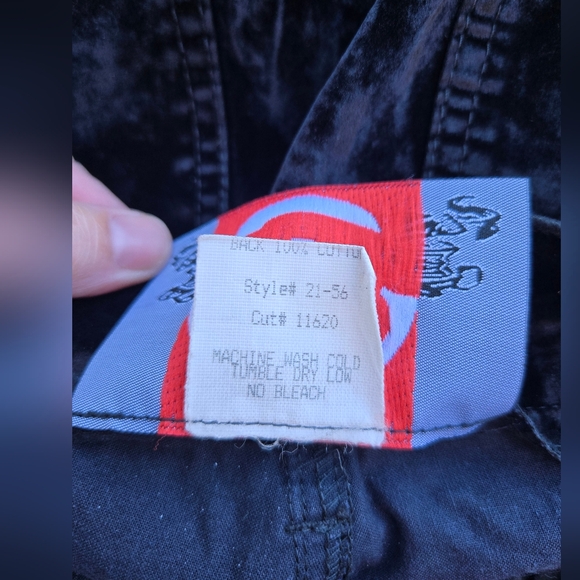 BACK 100% COTTON
Style# 21-56
Cut# 11620
MACHINE WASH COLD
TUMBLE DRY LOW
NO BLEACH